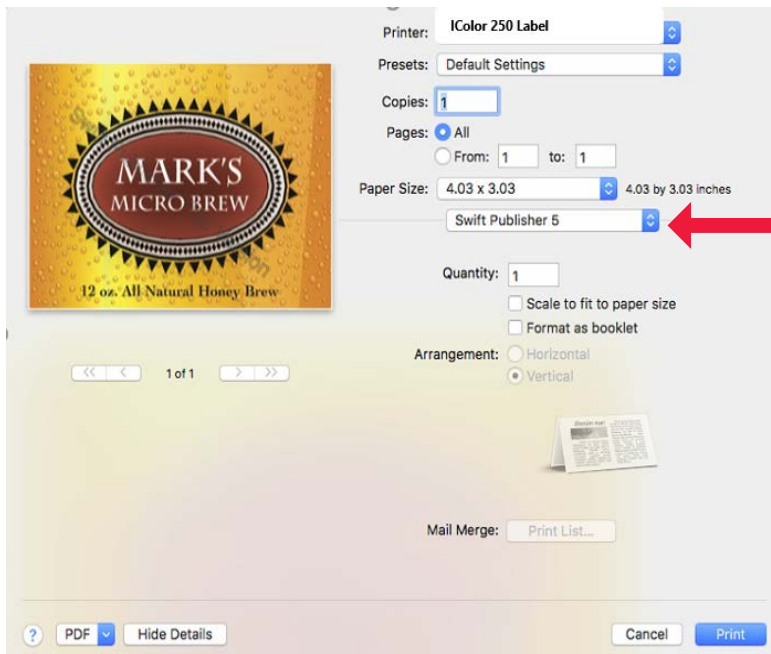 Printer: IColor 250 Label
Presets: Default Settings
Copies: 1
Pages: All
From: 1 to: 1
Paper Size: 4.03 x 3.03 4.03 by 3.03 inches
Swift Publisher 5
Quantity: 1
Scale to fit to paper size
Format as booklet
Arrangement: Horizontal
Vertical
MARK'S
MICRO BREW
12 oz. All Natural Honey Brew
<< < 1 of 1 > >>
Mail Merge: Print List...
? PDF Hide Details Cancel Print